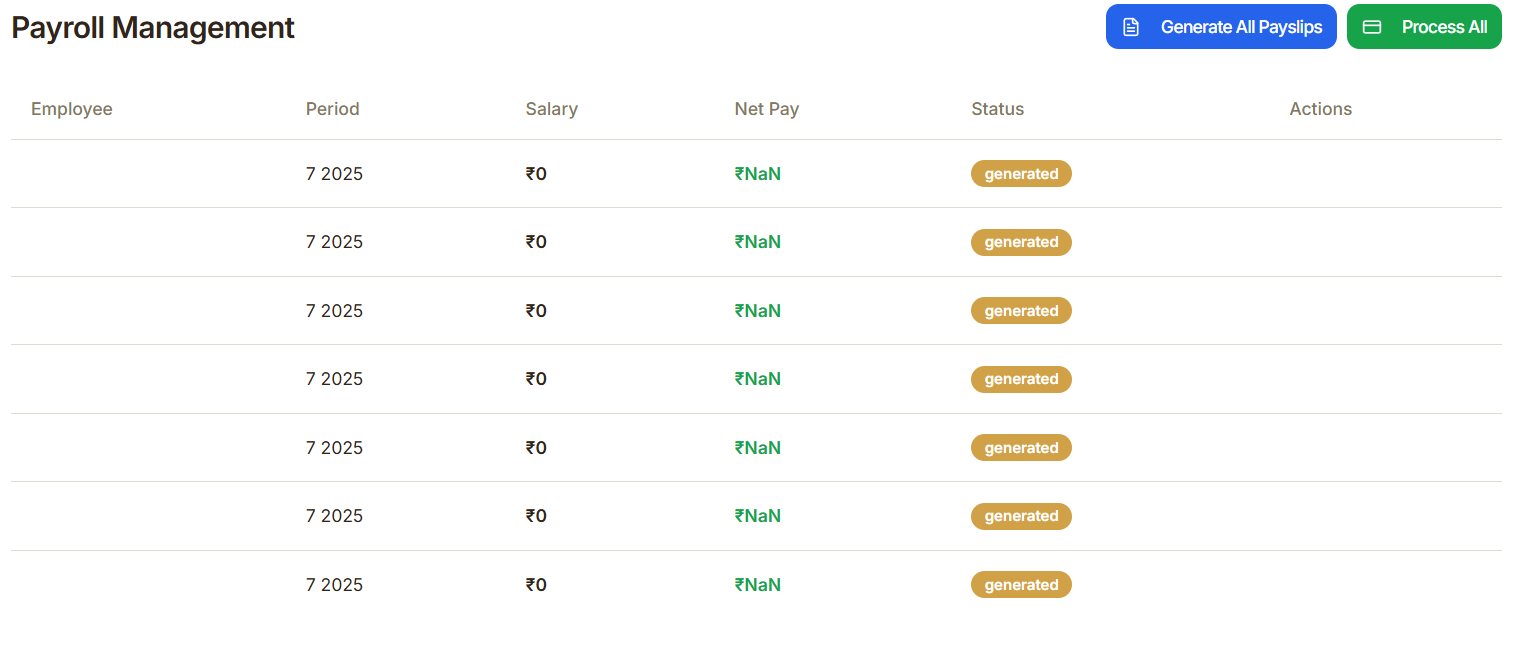 Payroll Management Generate All Payslips Process All
Employee Period Salary Net Pay Status Actions
7 2025 ₹0 ₹NaN generated
7 2025 ₹0 ₹NaN generated
7 2025 ₹0 ₹NaN generated
7 2025 ₹0 ₹NaN generated
7 2025 ₹0 ₹NaN generated
7 2025 ₹0 ₹NaN generated
7 2025 ₹0 ₹NaN generated